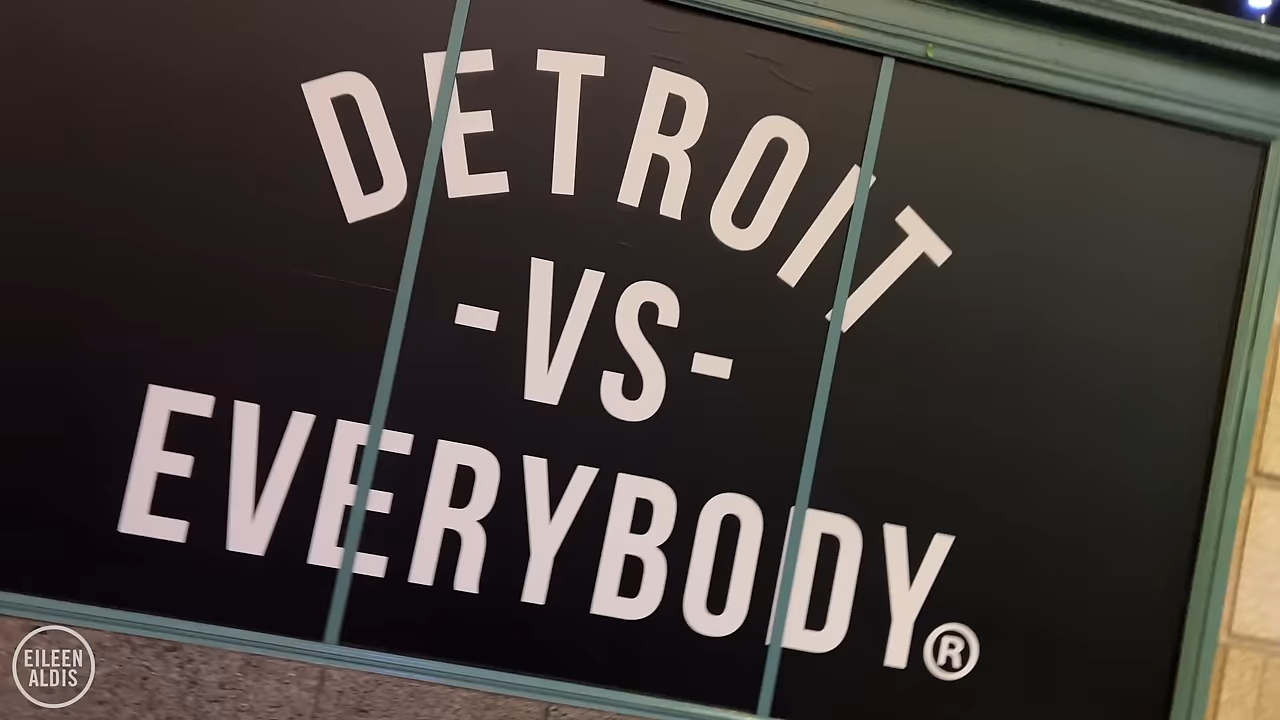 DETROIT
-VS-
EVERYBODY®
EILEEN
ALDIS